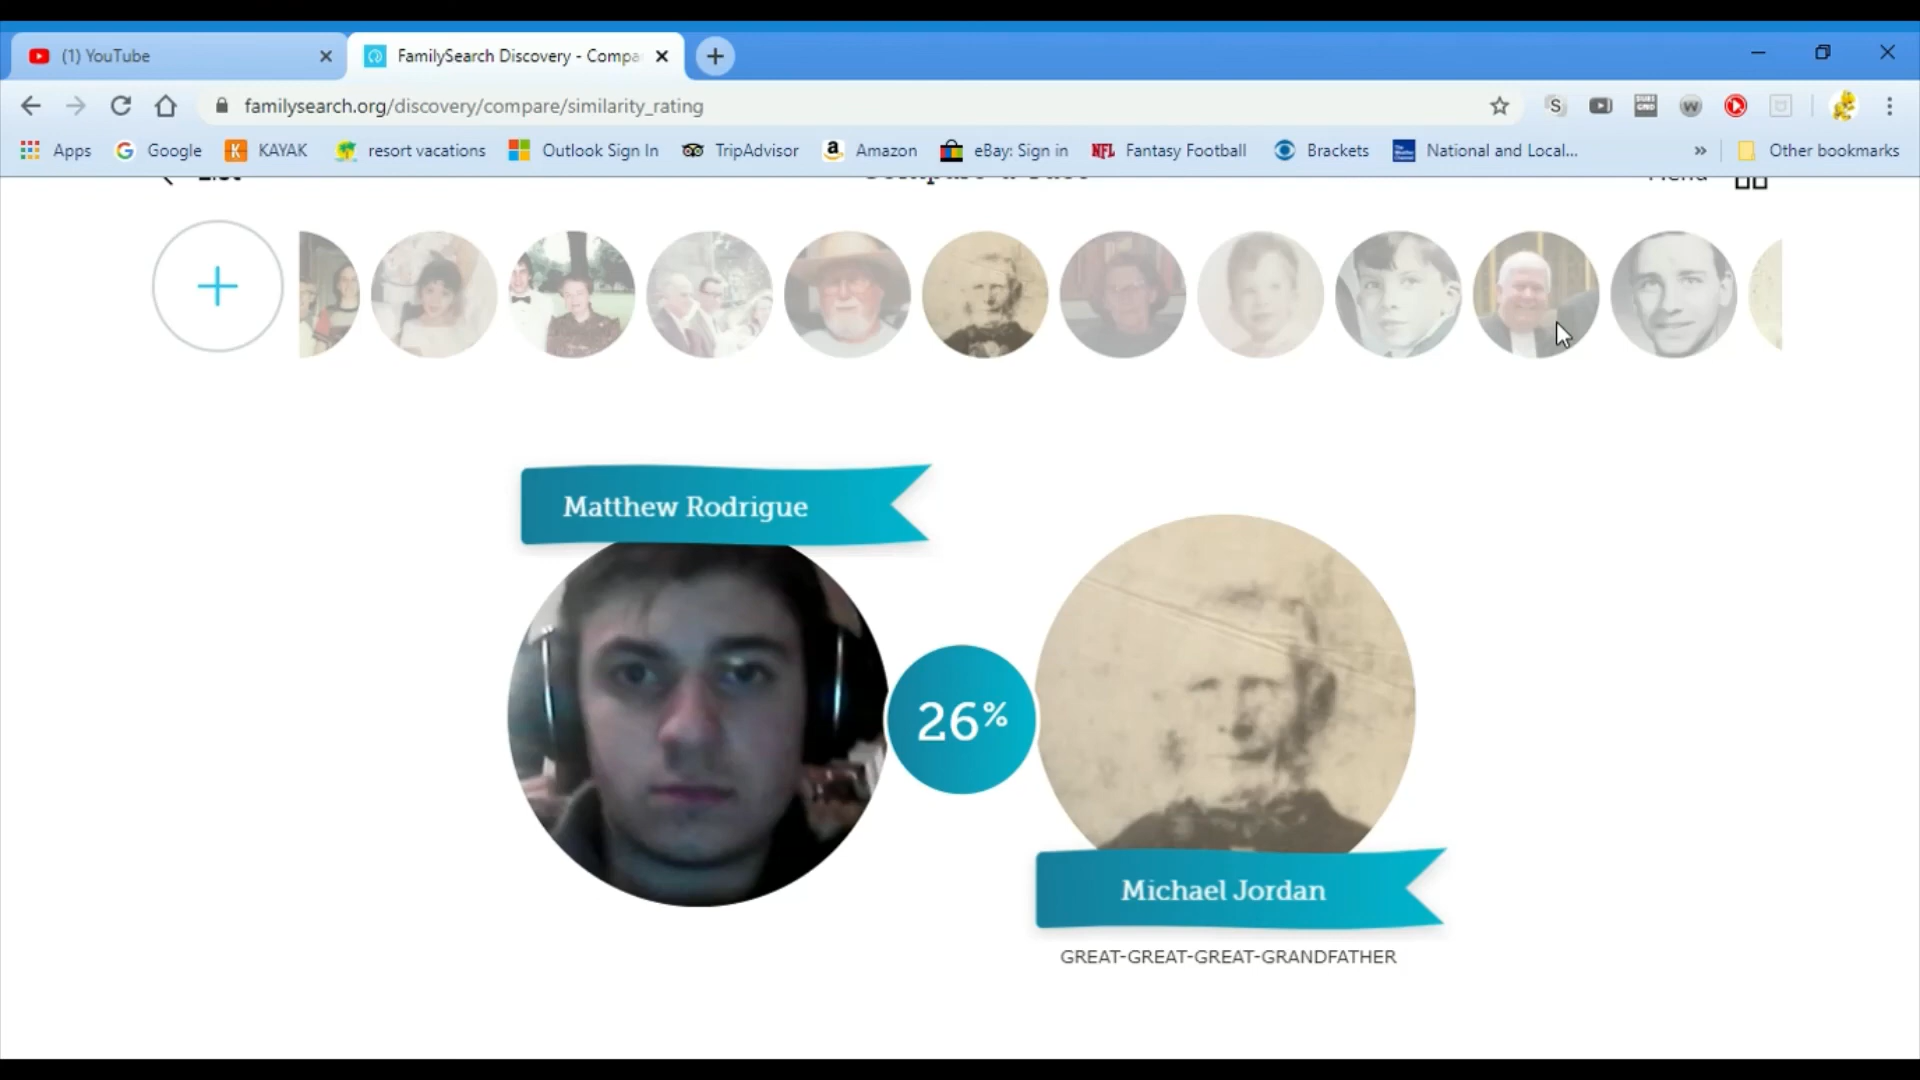 (1) YouTube
FamilySearch Discovery - Compa
familysearch.org/discovery/compare/similarity_rating
Apps Google KAYAK resort vacations Outlook Sign In TripAdvisor Amazon eBay: Sign in NFL Fantasy Football Brackets National and Local... » Other bookmarks
Matthew Rodrigue
26%
Michael Jordan
GREAT-GREAT-GREAT-GRANDFATHER